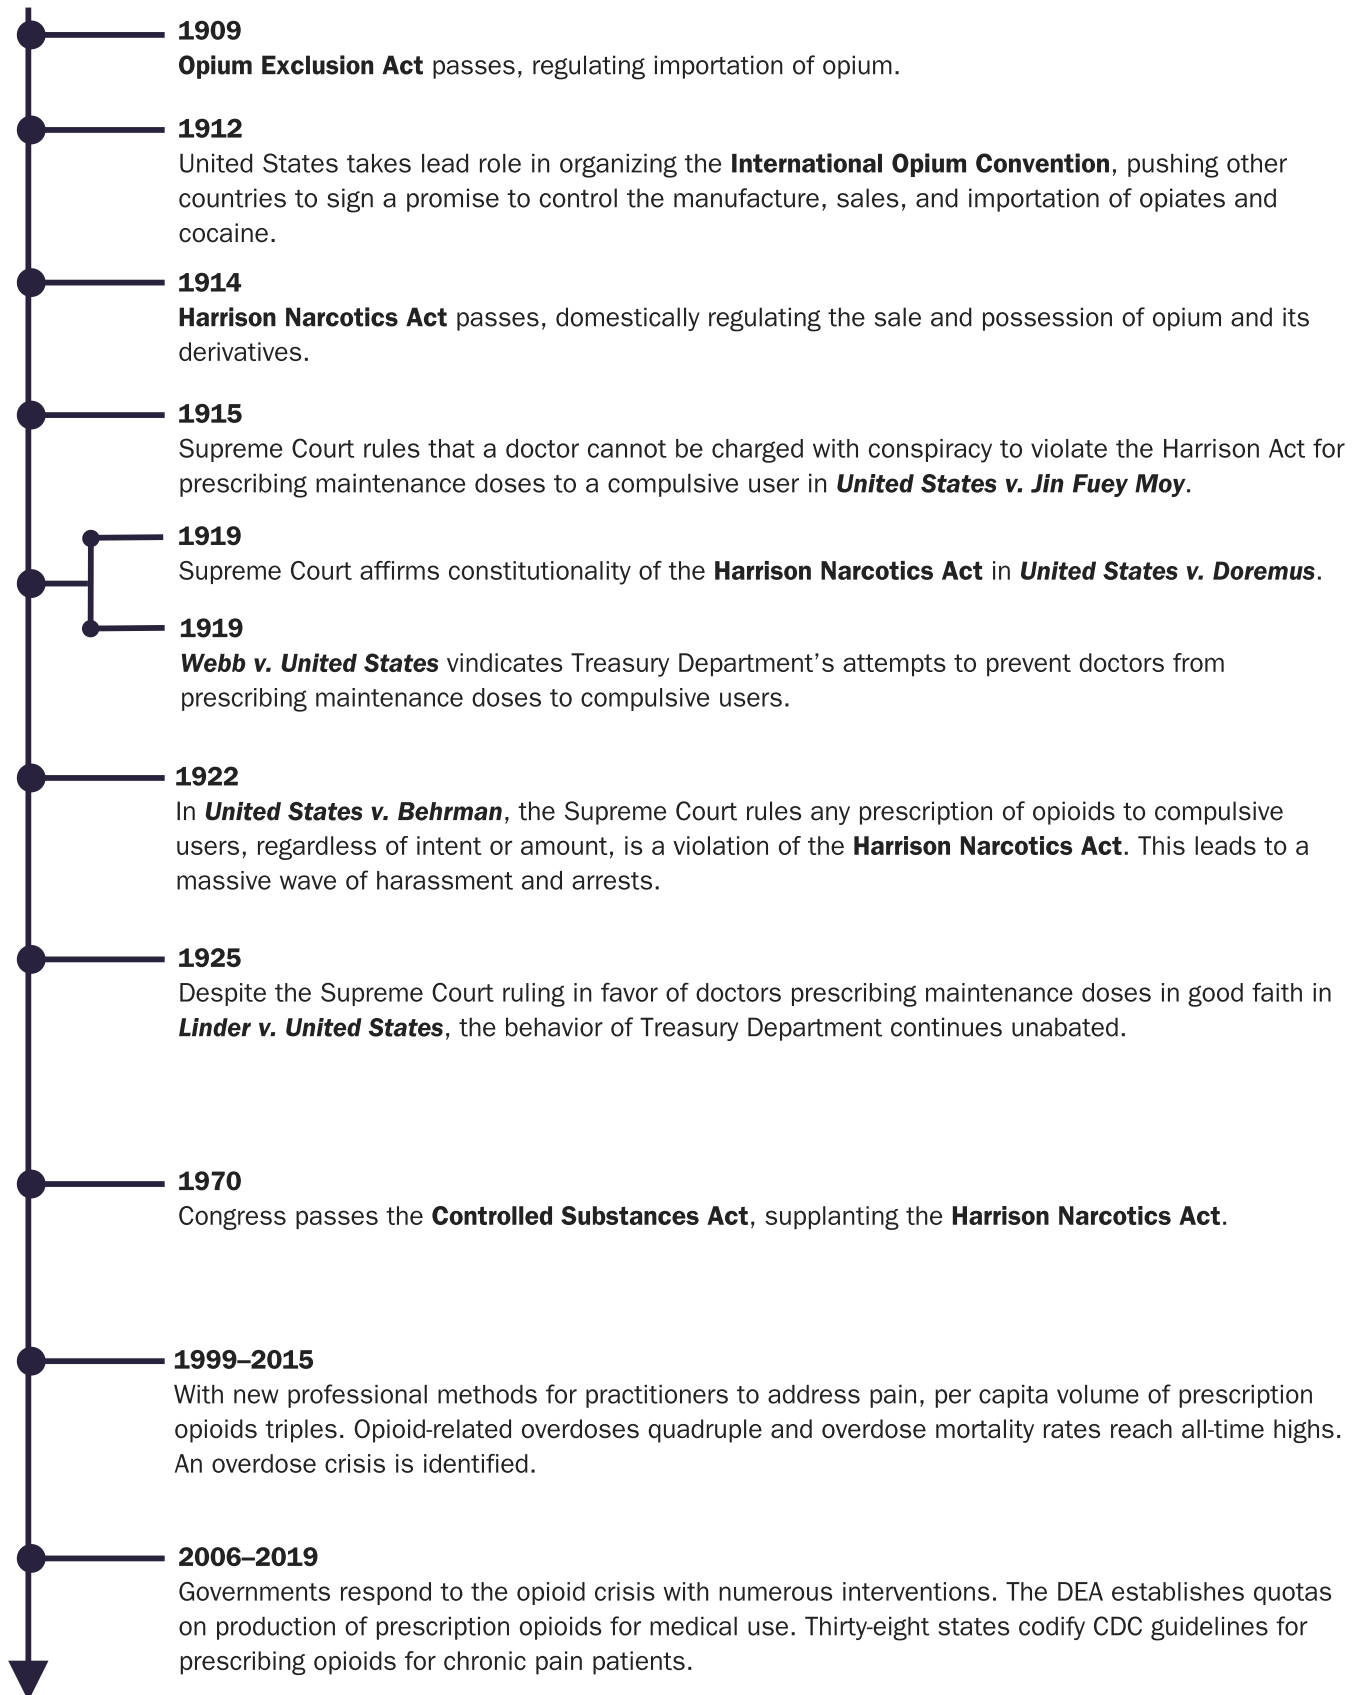 1909
Opium Exclusion Act passes, regulating importation of opium.
1912
United States takes lead role in organizing the International Opium Convention, pushing other
countries to sign a promise to control the manufacture, sales, and importation of opiates and
cocaine.
1914
Harrison Narcotics Act passes, domestically regulating the sale and possession of opium and its
derivatives.
1915
Supreme Court rules that a doctor cannot be charged with conspiracy to violate the Harrison Act for
prescribing maintenance doses to a compulsive user in United States v. Jin Fuey Moy.
1919
Supreme Court affirms constitutionality of the Harrison Narcotics Act in United States v. Doremus.
1919
Webb v. United States vindicates Treasury Department’s attempts to prevent doctors from
prescribing maintenance doses to compulsive users.
1922
In United States v. Behrman, the Supreme Court rules any prescription of opioids to compulsive
users, regardless of intent or amount, is a violation of the Harrison Narcotics Act. This leads to a
massive wave of harassment and arrests.
1925
Despite the Supreme Court ruling in favor of doctors prescribing maintenance doses in good faith in
Linder v. United States, the behavior of Treasury Department continues unabated.
1970
Congress passes the Controlled Substances Act, supplanting the Harrison Narcotics Act.
1999–2015
With new professional methods for practitioners to address pain, per capita volume of prescription
opioids triples. Opioid-related overdoses quadruple and overdose mortality rates reach all-time highs.
An overdose crisis is identified.
2006–2019
Governments respond to the opioid crisis with numerous interventions. The DEA establishes quotas
on production of prescription opioids for medical use. Thirty-eight states codify CDC guidelines for
prescribing opioids for chronic pain patients.